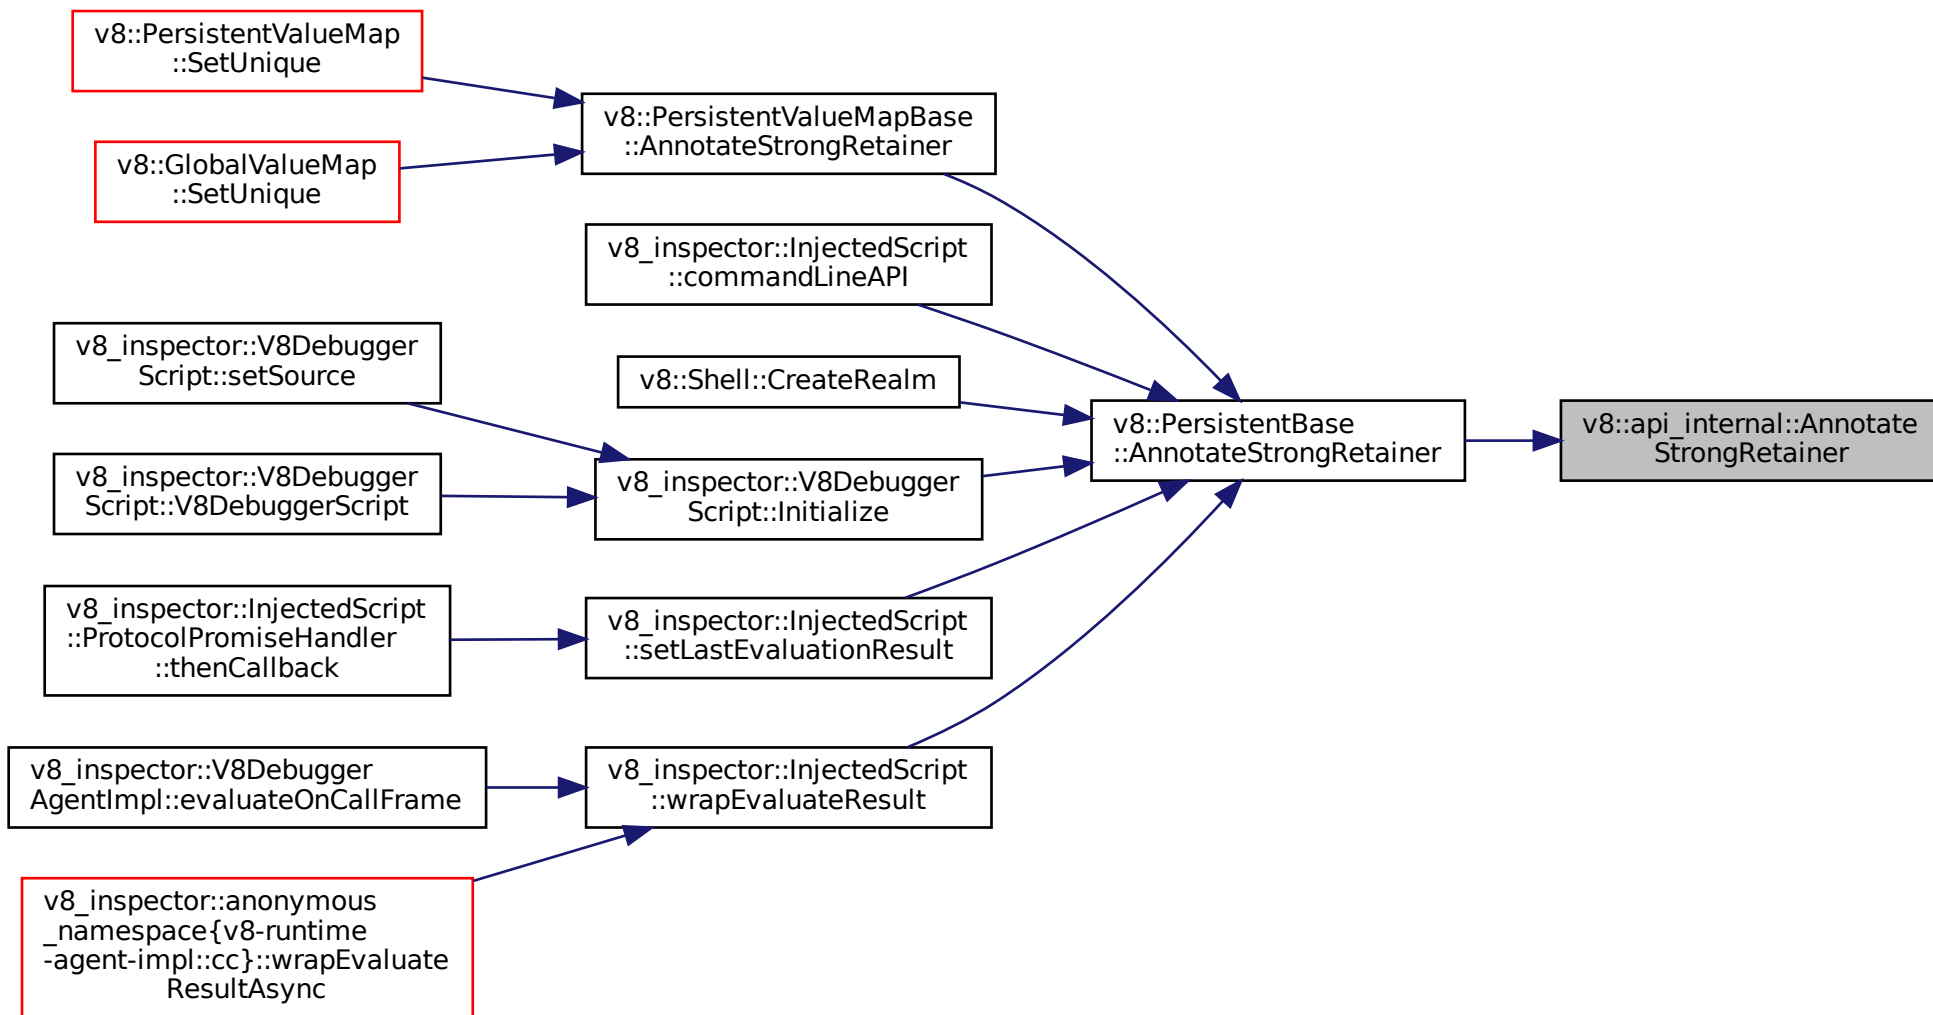 v8::PersistentValueMap
::SetUnique
v8::GlobalValueMap
::SetUnique
v8_inspector::V8Debugger
Script::setSource
v8_inspector::V8Debugger
Script::V8DebuggerScript
v8_inspector::InjectedScript
::ProtocolPromiseHandler
::thenCallback
v8_inspector::V8Debugger
AgentImpl::evaluateOnCallFrame
v8_inspector::anonymous
_namespace{v8-runtime
-agent-impl::cc}::wrapEvaluate
ResultAsync
v8::PersistentValueMapBase
::AnnotateStrongRetainer
v8_inspector::InjectedScript
::commandLineAPI
v8::Shell::CreateRealm
v8_inspector::V8Debugger
Script::Initialize
v8_inspector::InjectedScript
::setLastEvaluationResult
v8_inspector::InjectedScript
::wrapEvaluateResult
v8::PersistentBase
::AnnotateStrongRetainer
v8::api_internal::Annotate
StrongRetainer